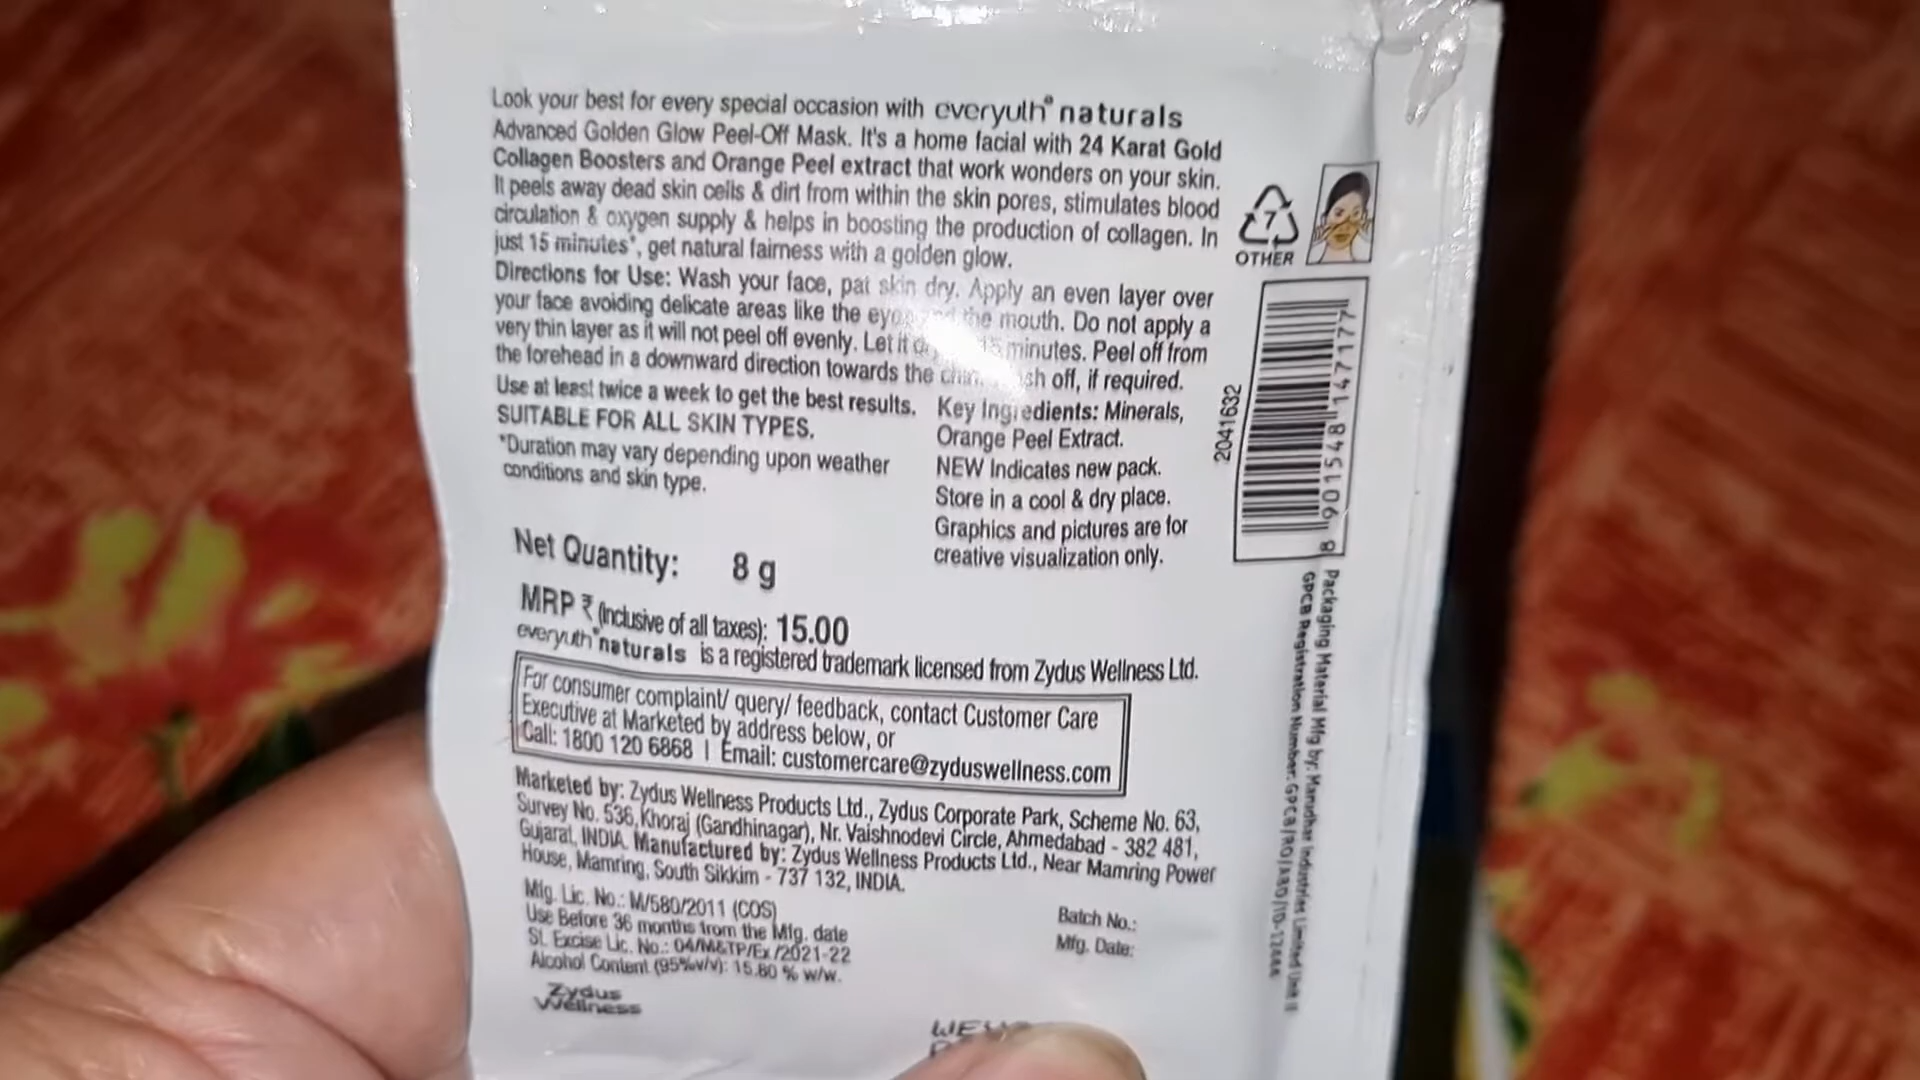 Look your best for every special occasion with everyuth® naturals
Advanced Golden Glow Peel-Off Mask. It's a home facial with 24 Karat Gold
Collagen Boosters and Orange Peel extract that work wonders on your skin.
It peels away dead skin cells & dirt from within the skin pores, stimulates blood
circulation & oxygen supply & helps in boosting the production of collagen. In
just 15 minutes*, get natural fairness with a golden glow.
Directions for Use: Wash your face, pat skin dry. Apply an even layer over
your face avoiding delicate areas like the the mouth. Do not apply a
very thin layer as it will not peel off evenly. Let it 15 minutes. Peel off from
the forehead in a downward direction towards the off, if required.
Use at least twice a week to get the best results.
SUITABLE FOR ALL SKIN TYPES.
*Duration may vary depending upon weather
conditions and skin type.
Key Ingredients: Minerals,
Orange Peel Extract.
NEW Indicates new pack.
Store in a cool & dry place.
Graphics and pictures are for
creative visualization only.
Net Quantity: 8 g
MRP ₹ (Inclusive of all taxes): 15.00
everyuth® naturals is a registered trademark licensed from Zydus Wellness Ltd.
For consumer complaint/ query/ feedback, contact Customer Care
Executive at Marketed by address below, or
Call: 1800 120 6868 | Email: customercare@zyduswellness.com
Marketed by: Zydus Wellness Products Ltd., Zydus Corporate Park, Scheme No. 63,
Survey No. 536, Khoraj (Gandhinagar), Nr. Vaishnodevi Circle, Ahmedabad - 382 481,
Gujarat, INDIA. Manufactured by: Zydus Wellness Products Ltd., Near Mamring Power
House, Mamring, South Sikkim - 737 132, INDIA.
Mfg. Lic. No.: M/580/2011 (COS)
Use Before 36 months from the Mfg. date
St. Excise Lic. No.: 04/M&TP/Ex/2021-22
Alcohol Content (95%v/v): 15.80 % w/w.
Batch No.:
Mfg. Date:
Zydus
Wellness
7
OTHER
2041632
8 901548 147177
Packaging Material Mfg by: Marudhar Industries Limited Unit II
GPCB Registration Number: